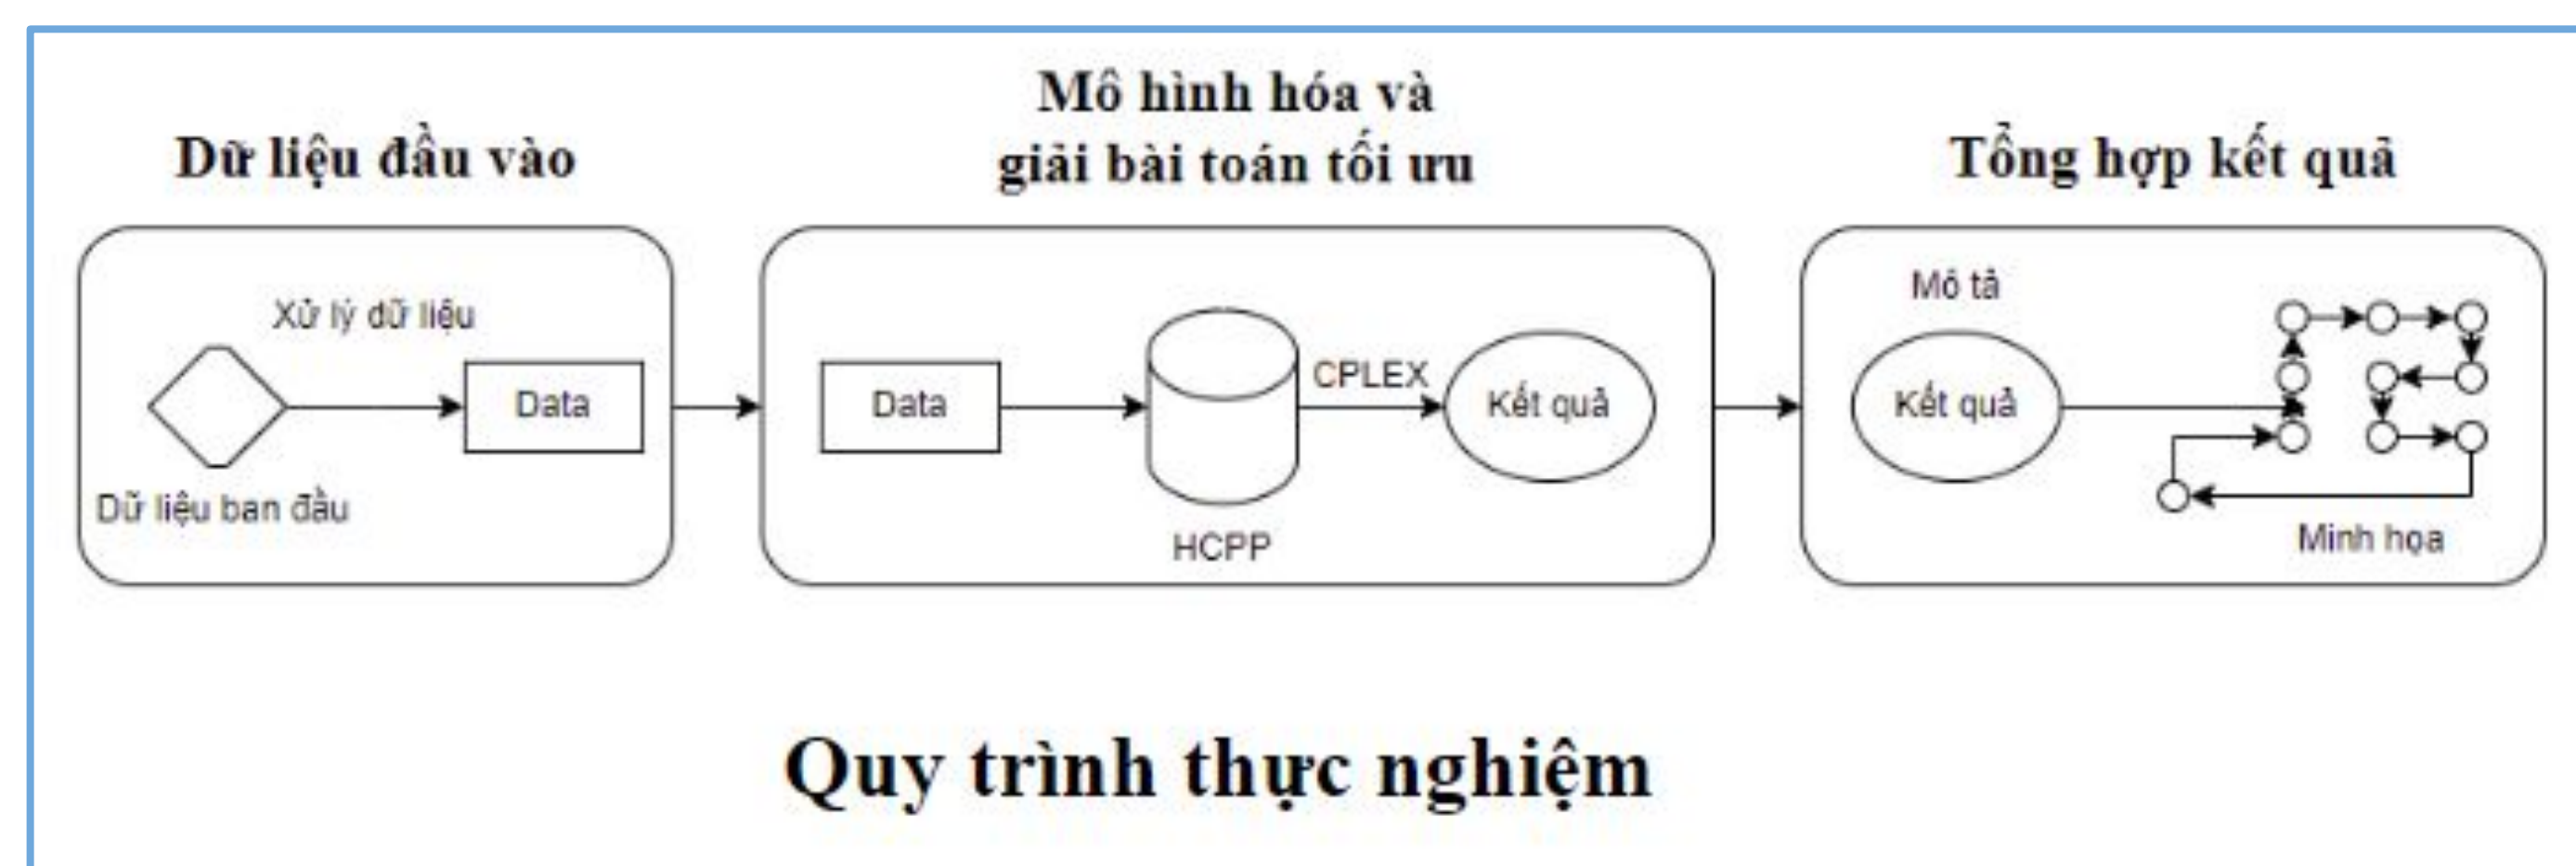 Dữ liệu đầu vào
Xử lý dữ liệu
Data
Dữ liệu ban đầu
Mô hình hóa và
giải bài toán tối ưu
Data
CPLEX
Kết quả
HCPP
Tổng hợp kết quả
Mô tả
Kết quả
Minh họa
Quy trình thực nghiệm